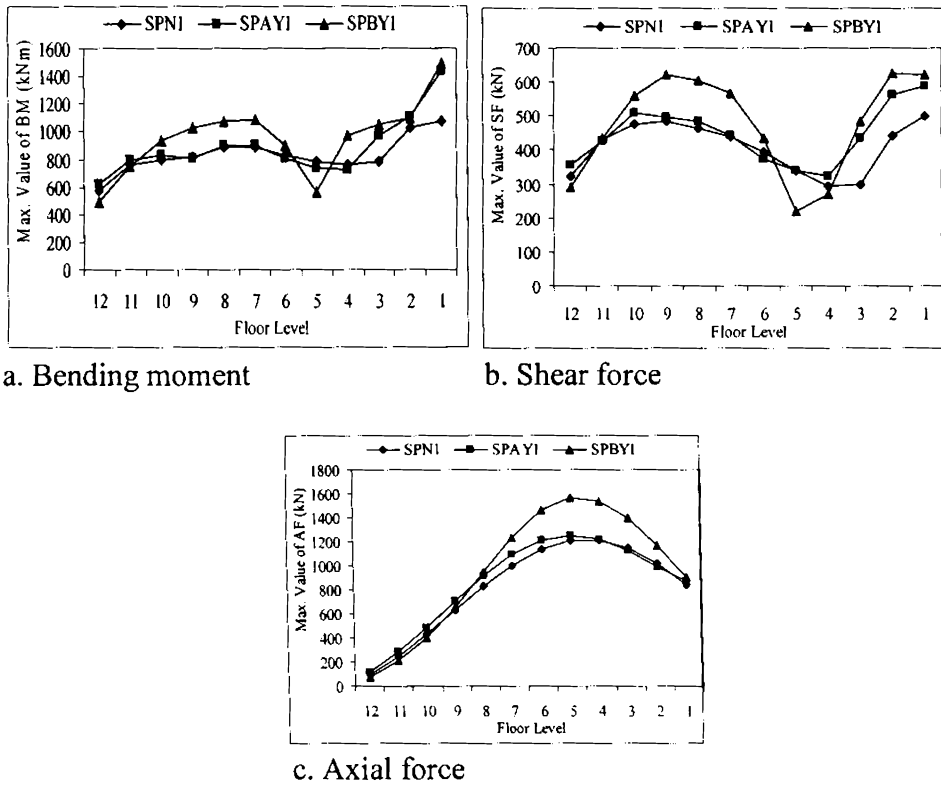 SPN1 SPAY1 SPBY1
Max. Value of BM (kNm)
1600
1400
1200
1000
800
600
400
200
0
12 11 10 9 8 7 6 5 4 3 2 1
Floor Level
a. Bending moment
SPN1 SPAY1 SPBY1
Max. Value of SF (kN)
700
600
500
400
300
200
100
0
12 11 10 9 8 7 6 5 4 3 2 1
Floor Level
b. Shear force
SPN1 SPAY1 SPBY1
Max. Value of AF (kN)
1800
1600
1400
1200
1000
800
600
400
200
0
12 11 10 9 8 7 6 5 4 3 2 1
Floor Level
c. Axial force